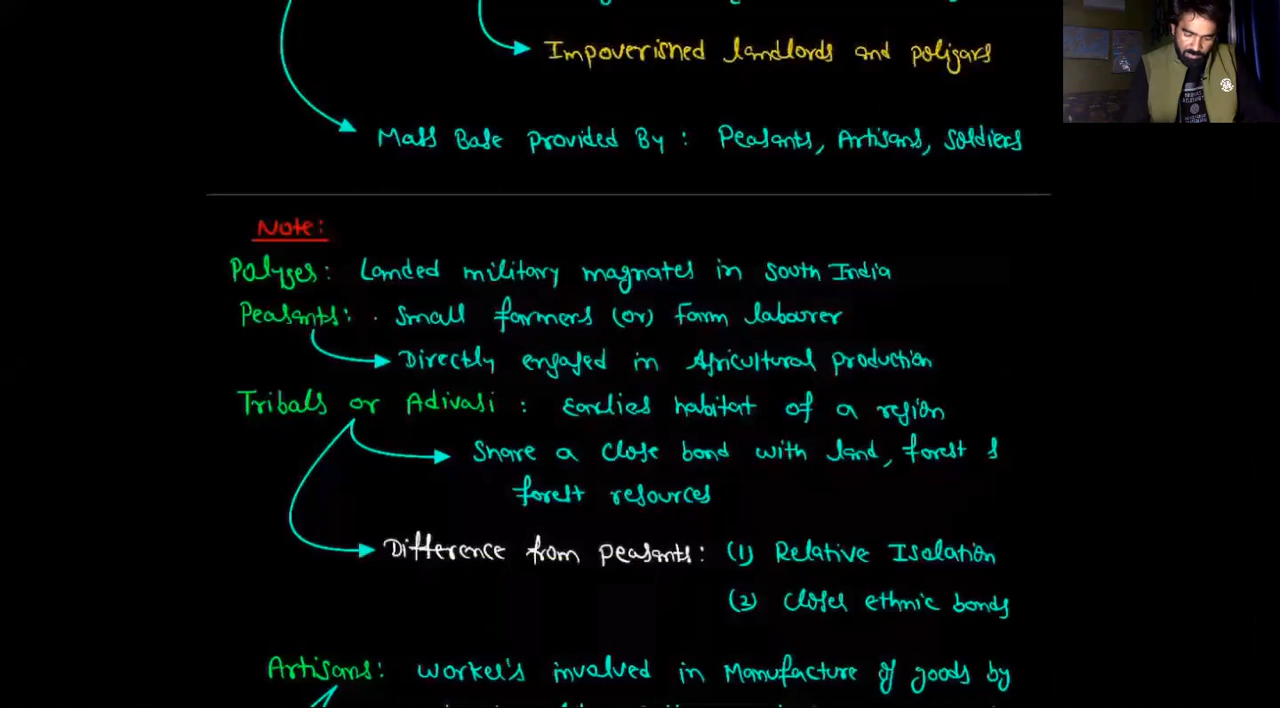 Impoverished landlords and poligars
Mass Base provided By : Peasants, Artisans, Soldiers
Note:
Polyges: Landed military magnates in South India
Peasants: . Small farmers (or) Farm labourer
Directly engaged in Agricultural production
Tribals or Adivasi : Earlies habitat of a region
Share a close bond with land, forest &
forest resources
Difference from peasants: (1) Relative Isolation
(2) Closer ethnic bonds
Artisans: worker's involved in Manufacture of goods by